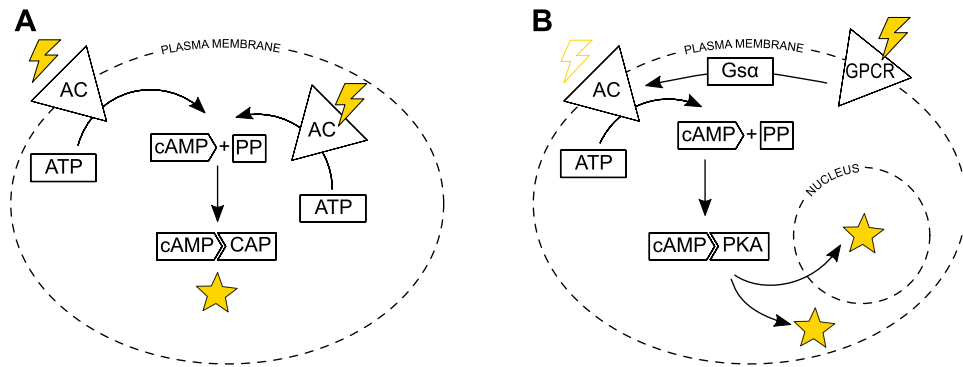 A
PLASMA MEMBRANE
AC
AC
cAMP + PP
ATP
ATP
cAMP CAP
B
PLASMA MEMBRANE
Gsα
GPCR
AC
cAMP + PP
ATP
NUCLEUS
cAMP PKA